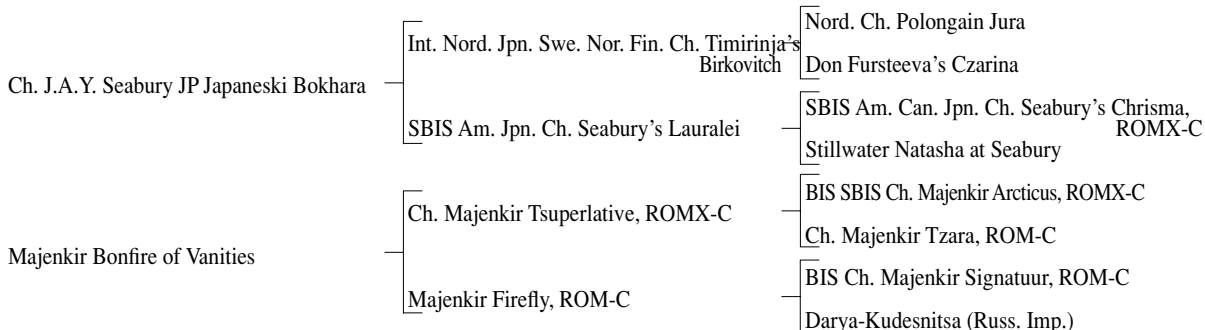 Nord. Ch. Polongain Jura
Int. Nord. Jpn. Swe. Nor. Fin. Ch. Timirinja's
Birkovitch
Don Fursteeva's Czarina
Ch. J.A.Y. Seabury JP Japaneski Bokhara
SBIS Am. Can. Jpn. Ch. Seabury's Chrisma,
ROMX-C
SBIS Am. Jpn. Ch. Seabury's Lauralei
Stillwater Natasha at Seabury
BIS SBIS Ch. Majenkir Arcticus, ROMX-C
Ch. Majenkir Tsuperlative, ROMX-C
Ch. Majenkir Tzara, ROM-C
Majenkir Bonfire of Vanities
BIS Ch. Majenkir Signatuur, ROM-C
Majenkir Firefly, ROM-C
Darya-Kudesnitsa (Russ. Imp.)